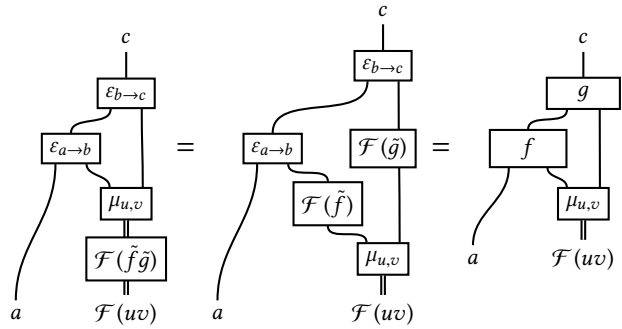 c c c
ε_{b→c} ε_{b→c} g
ε_{a→b} = ε_{a→b} ℱ(g̃) = f
μ_{u,v} ℱ(f̃) μ_{u,v}
ℱ(f̃g̃) μ_{u,v} a ℱ(uv)
a ℱ(uv) a ℱ(uv)